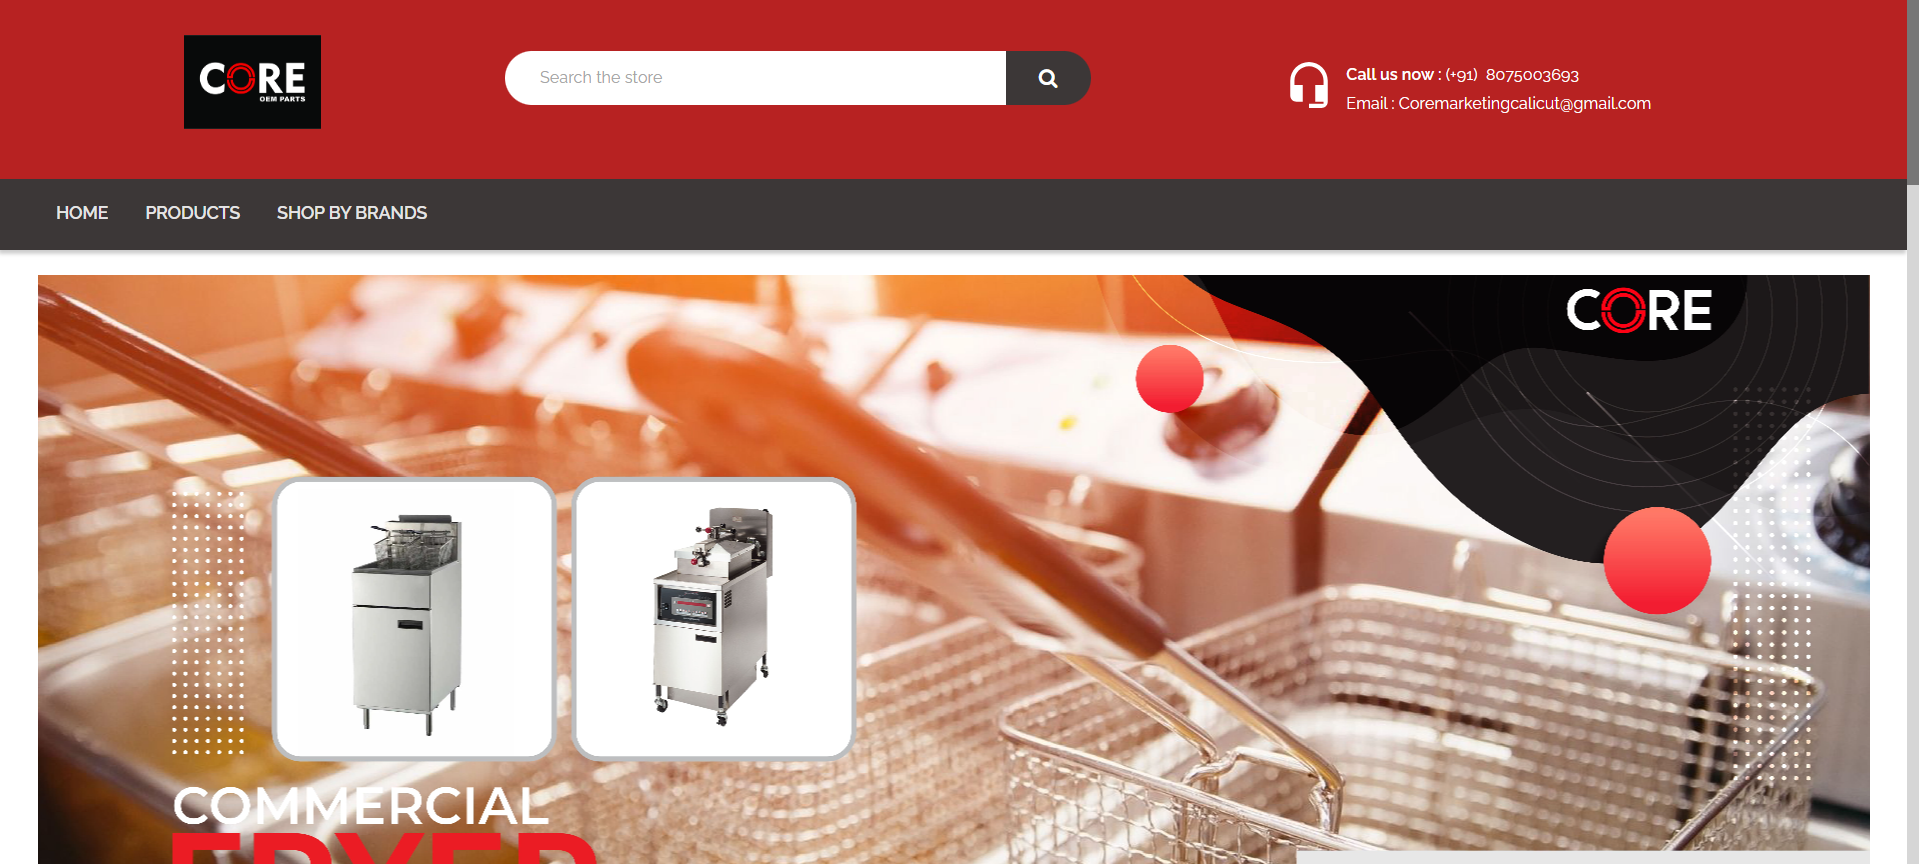 CORE
OEM PARTS
Search the store
Call us now : (+91) 8075003693
Email : Coremarketingcalicut@gmail.com
HOME
PRODUCTS
SHOP BY BRANDS
CORE
COMMERCIAL
FRYER